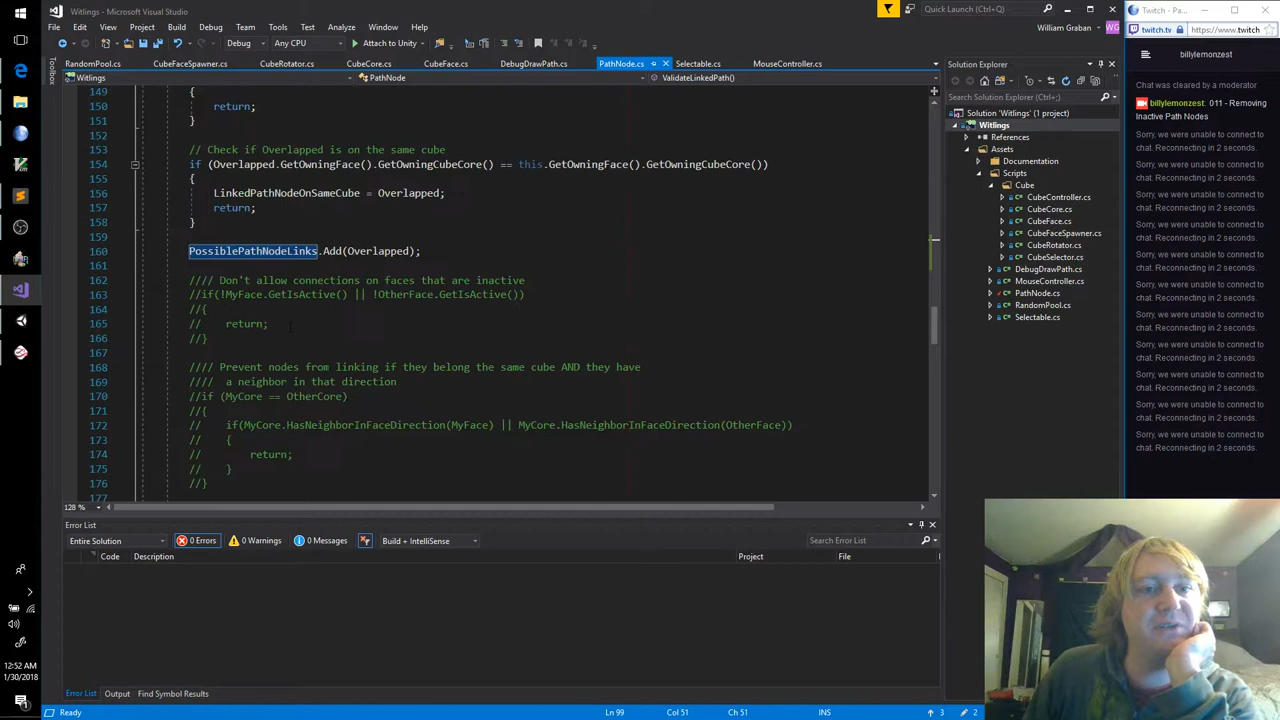 Witlings - Microsoft Visual Studio
Quick Launch (Ctrl+;)
File Edit View Project Build Debug Team Tools Test Analyze Window Help
William Graban WG
Debug Any CPU Attach to Unity
RandomPool.cs CubeFaceSpawner.cs CubeRotator.cs CubeCore.cs CubeFace.cs DebugDrawPath.cs PathNode.cs Selectable.cs MouseController.cs
Witlings PathNode ValidateLinkedPath()
Toolbox
149 {
150 return;
151 }
152
153 // Check if Overlapped is on the same cube
154 if (Overlapped.GetOwningFace().GetOwningCubeCore() == this.GetOwningFace().GetOwningCubeCore())
155 {
156 LinkedPathNodeOnSameCube = Overlapped;
157 return;
158 }
159
160 PossiblePathNodeLinks.Add(Overlapped);
161
162 //// Don't allow connections on faces that are inactive
163 //if(!MyFace.GetIsActive() || !OtherFace.GetIsActive())
164 //{
165 // return;
166 //}
167
168 //// Prevent nodes from linking if they belong the same cube AND they have
169 //// a neighbor in that direction
170 //if (MyCore == OtherCore)
171 //{
172 // if(MyCore.HasNeighborInFaceDirection(MyFace) || MyCore.HasNeighborInFaceDirection(OtherFace))
173 // {
174 // return;
175 // }
176 //}
177
128 %
Error List
Entire Solution 0 Errors 0 Warnings 0 Messages Build + IntelliSense Search Error List
Code Description Project File
Error List Output Find Symbol Results
Ready Ln 99 Col 51 Ch 51 INS 3 2
Solution Explorer
Search Solution Explorer (Ctrl+;)
Solution 'Witlings' (1 project)
Witlings
References
Assets
Documentation
Scripts
Cube
CubeController.cs
CubeCore.cs
CubeFace.cs
CubeFaceSpawner.cs
CubeRotator.cs
CubeSelector.cs
DebugDrawPath.cs
MouseController.cs
PathNode.cs
RandomPool.cs
Selectable.cs
Twitch - Pa...
twitch.tv https://www.twitch
billylemonzest
Chat was cleared by a moderator
billylemonzest: 011 - Removing
Inactive Path Nodes
Sorry, we were unable to connect to
chat. Reconnecting in 2 seconds.
Sorry, we were unable to connect to
chat. Reconnecting in 2 seconds.
Sorry, we were unable to connect to
chat. Reconnecting in 2 seconds.
Sorry, we were unable to connect to
chat. Reconnecting in 2 seconds.
Sorry, we were unable to connect to
chat. Reconnecting in 2 seconds.
Sorry, we were unable to connect to
chat. Reconnecting in 2 seconds.
Sorry, we were unable to connect to
chat. Reconnecting in 2 seconds.
Sorry, we were unable to connect to
chat. Reconnecting in 2 seconds.
Sorry, we were unable to connect to
chat. Reconnecting in 2 seconds.
Sorry, we were unable to connect to
chat. Reconnecting in 2 seconds.
Sorry, we were unable to connect to
chat. Reconnecting in 2 seconds.
12:52 AM
1/30/2018